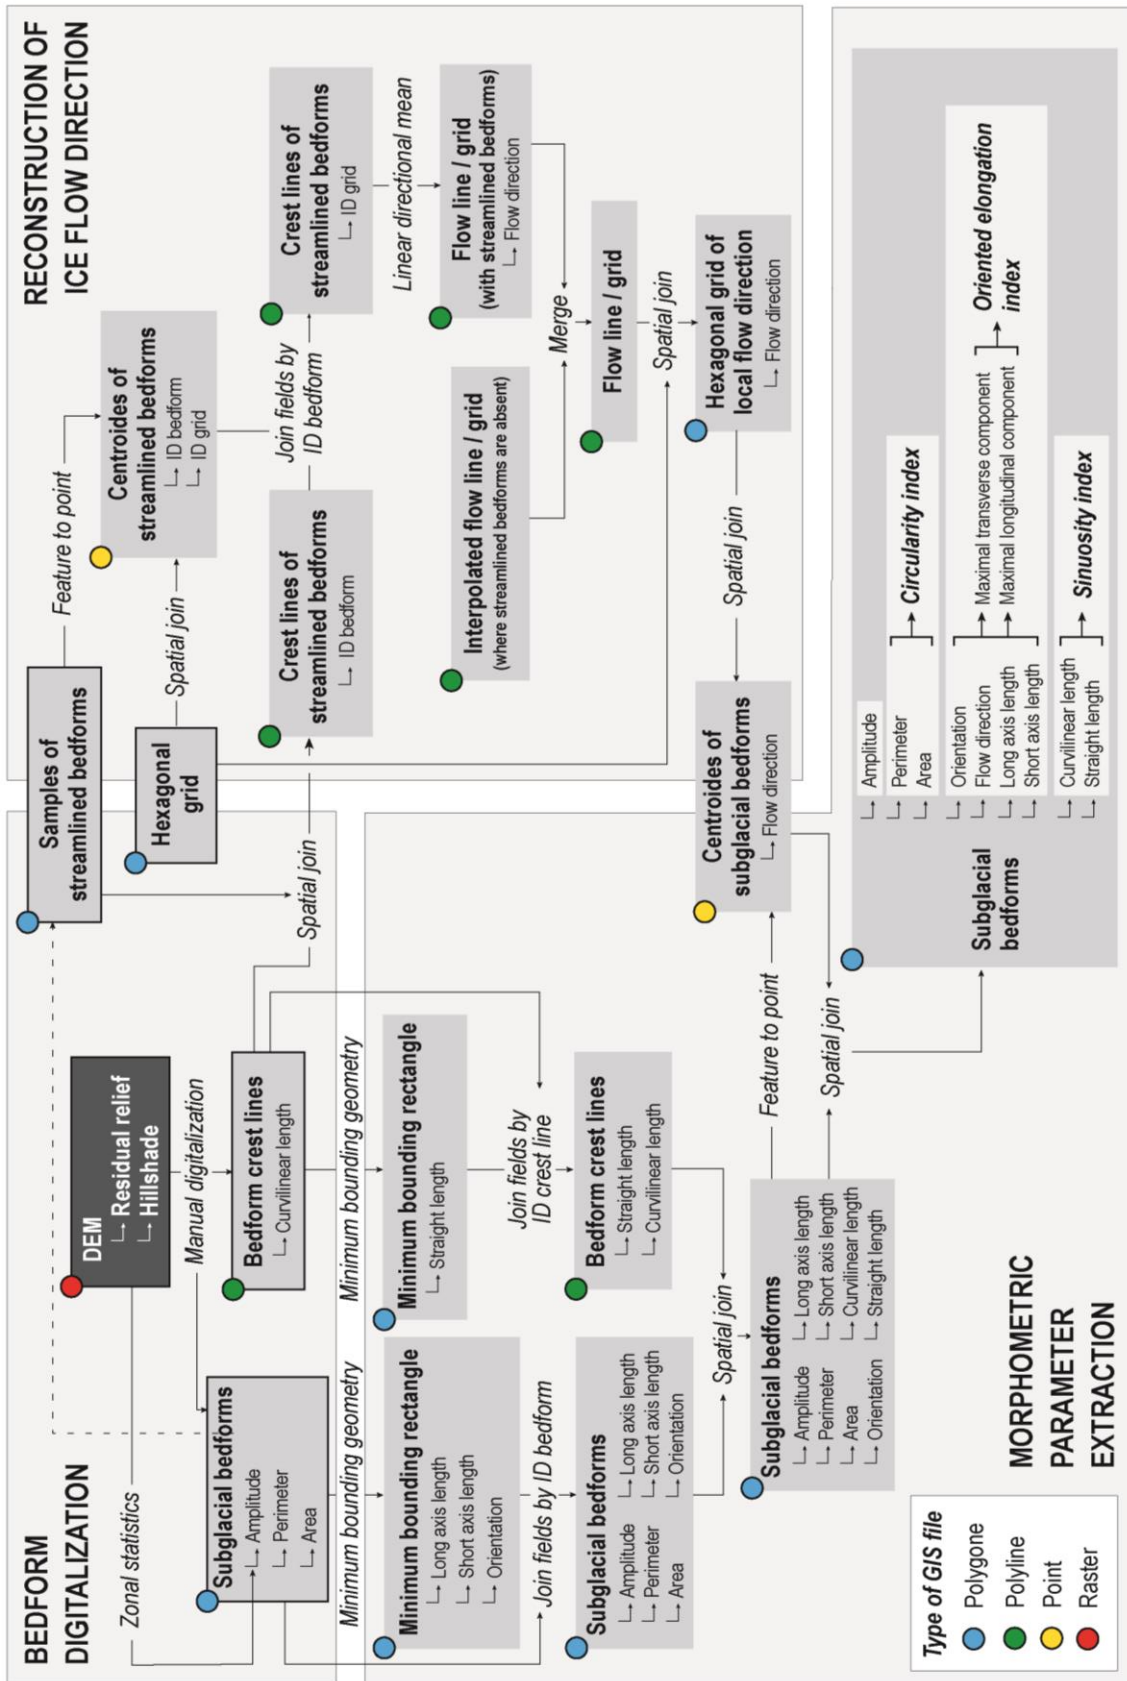 BEDFORM
DIGITALIZATION
DEM
Residual relief
Hillshade
Zonal statistics
Manual digitalization
Subglacial bedforms
Amplitude
Perimeter
Area
Bedform crest lines
Curvilinear length
Samples of
streamlined bedforms
Hexagonal
grid
Spatial join
RECONSTRUCTION OF
ICE FLOW DIRECTION
Feature to point
Spatial join
Centroides of
streamlined bedforms
ID bedform
ID grid
Crest lines of
streamlined bedforms
ID bedform
Join fields by
ID bedform
Crest lines of
streamlined bedforms
ID grid
Linear directional mean
Interpolated flow line / grid
(where streamlined bedforms are absent)
Flow line / grid
(with streamlined bedforms)
Flow direction
Merge
Flow line / grid
Spatial join
Hexagonal grid of
local flow direction
Flow direction
Spatial join
Minimum bounding geometry
Minimum bounding geometry
Minimum bounding rectangle
Long axis length
Short axis length
Orientation
Minimum bounding rectangle
Straight length
Join fields by ID bedform
Join fields by
ID crest line
Subglacial bedforms
Amplitude
Perimeter
Area
Long axis length
Short axis length
Orientation
Bedform crest lines
Straight length
Curvilinear length
Spatial join
Subglacial bedforms
Amplitude
Perimeter
Area
Orientation
Long axis length
Short axis length
Curvilinear length
Straight length
Feature to point
Centroides of
subglacial bedforms
Flow direction
Spatial join
Subglacial
bedforms
Amplitude
Perimeter
Area
Circularity index
Orientation
Flow direction
Long axis length
Short axis length
Maximal transverse component
Maximal longitudinal component
Oriented elongation
index
Curvilinear length
Straight length
Sinuosity index
MORPHOMETRIC
PARAMETER
EXTRACTION
Type of GIS file
Polygone
Polyline
Point
Raster